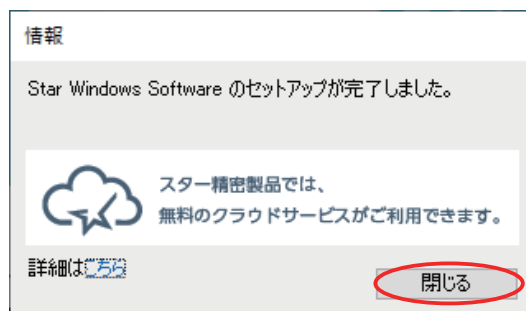 情報
Star Windows Software のセットアップが完了しました。
スター精密製品では、
無料のクラウドサービスがご利用できます。
詳細はこちら
閉じる